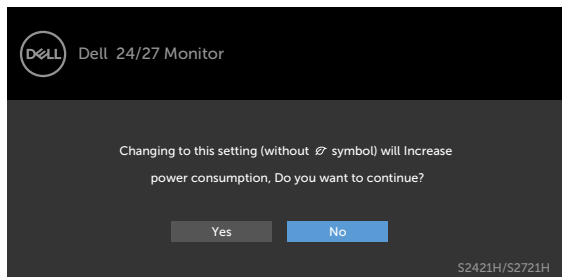 DELL Dell 24/27 Monitor
Changing to this setting (without symbol) will Increase
power consumption, Do you want to continue?
Yes No
S2421H/S2721H